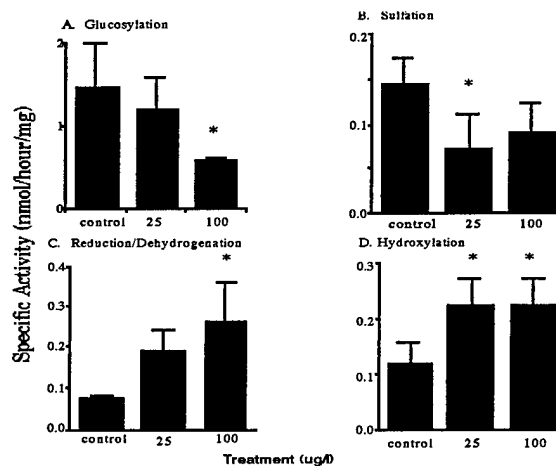 A. Glucosylation
2
1
0
*
control 25 100
B. Sulfation
0.2
0.1
0.0
*
control 25 100
Specific Activity (nmol/hour/mg)
C. Reduction/Dehydrogenation
0.4
0.3
0.2
0.1
0.0
*
control 25 100
D. Hydroxylation
0.3
0.2
0.1
0.0
* *
control 25 100
Treatment (ug/l)